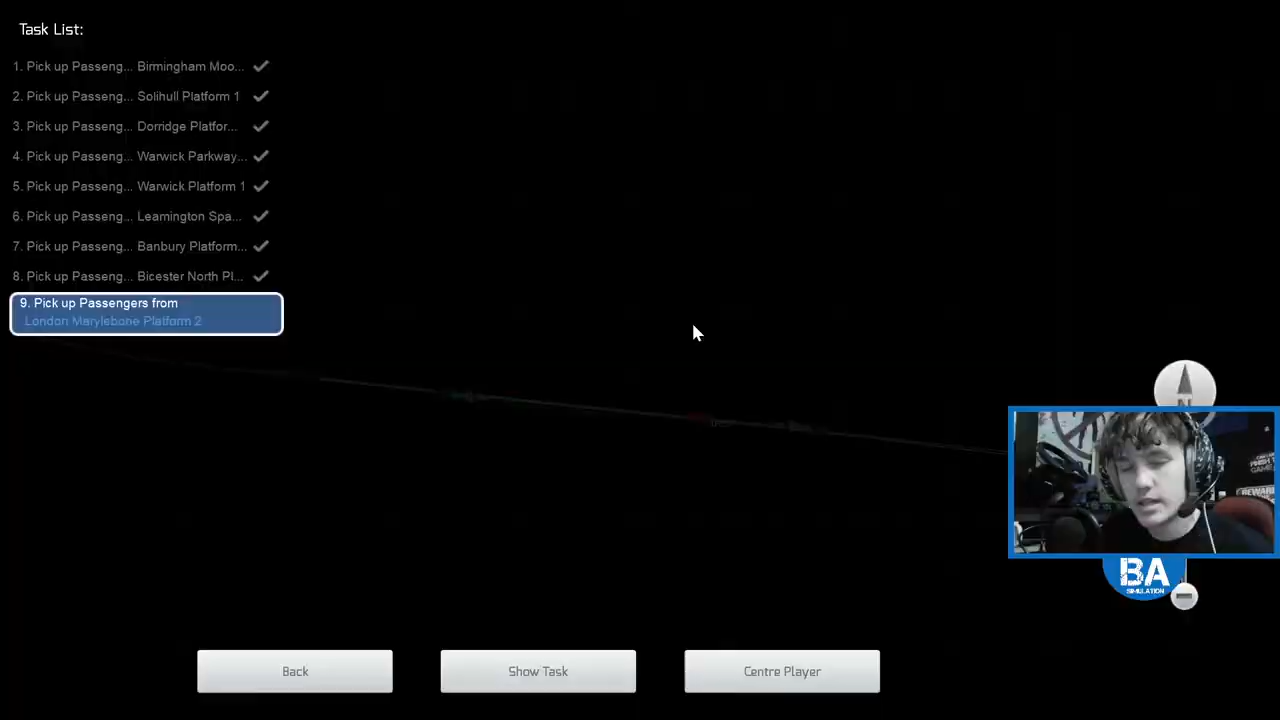 Task List:
1. Pick up Passeng... Birmingham Moo...
2. Pick up Passeng... Solihull Platform 1
3. Pick up Passeng... Dorridge Platfor...
4. Pick up Passeng... Warwick Parkway...
5. Pick up Passeng... Warwick Platform 1
6. Pick up Passeng... Leamington Spa...
7. Pick up Passeng... Banbury Platform...
8. Pick up Passeng... Bicester North Pl...
9. Pick up Passengers from
London Marylebone Platform 2
N
BA
SIMULATION
Back
Show Task
Centre Player